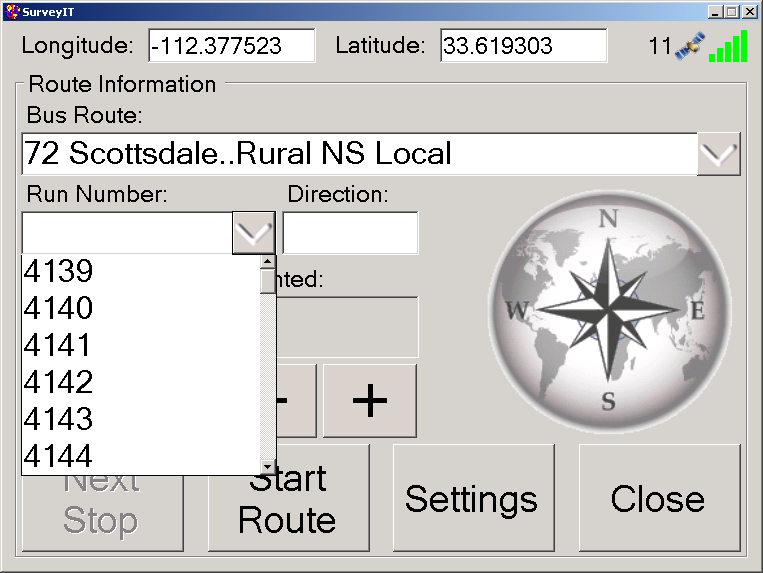 SurveyIT
Longitude: -112.377523 Latitude: 33.619303 11
Route Information
Bus Route:
72 Scottsdale..Rural NS Local
Run Number: Direction:
4139
4140
4141
4142
4143
4144
nted:
- +
Next Stop
Start Route
Settings
Close
N
W E
S